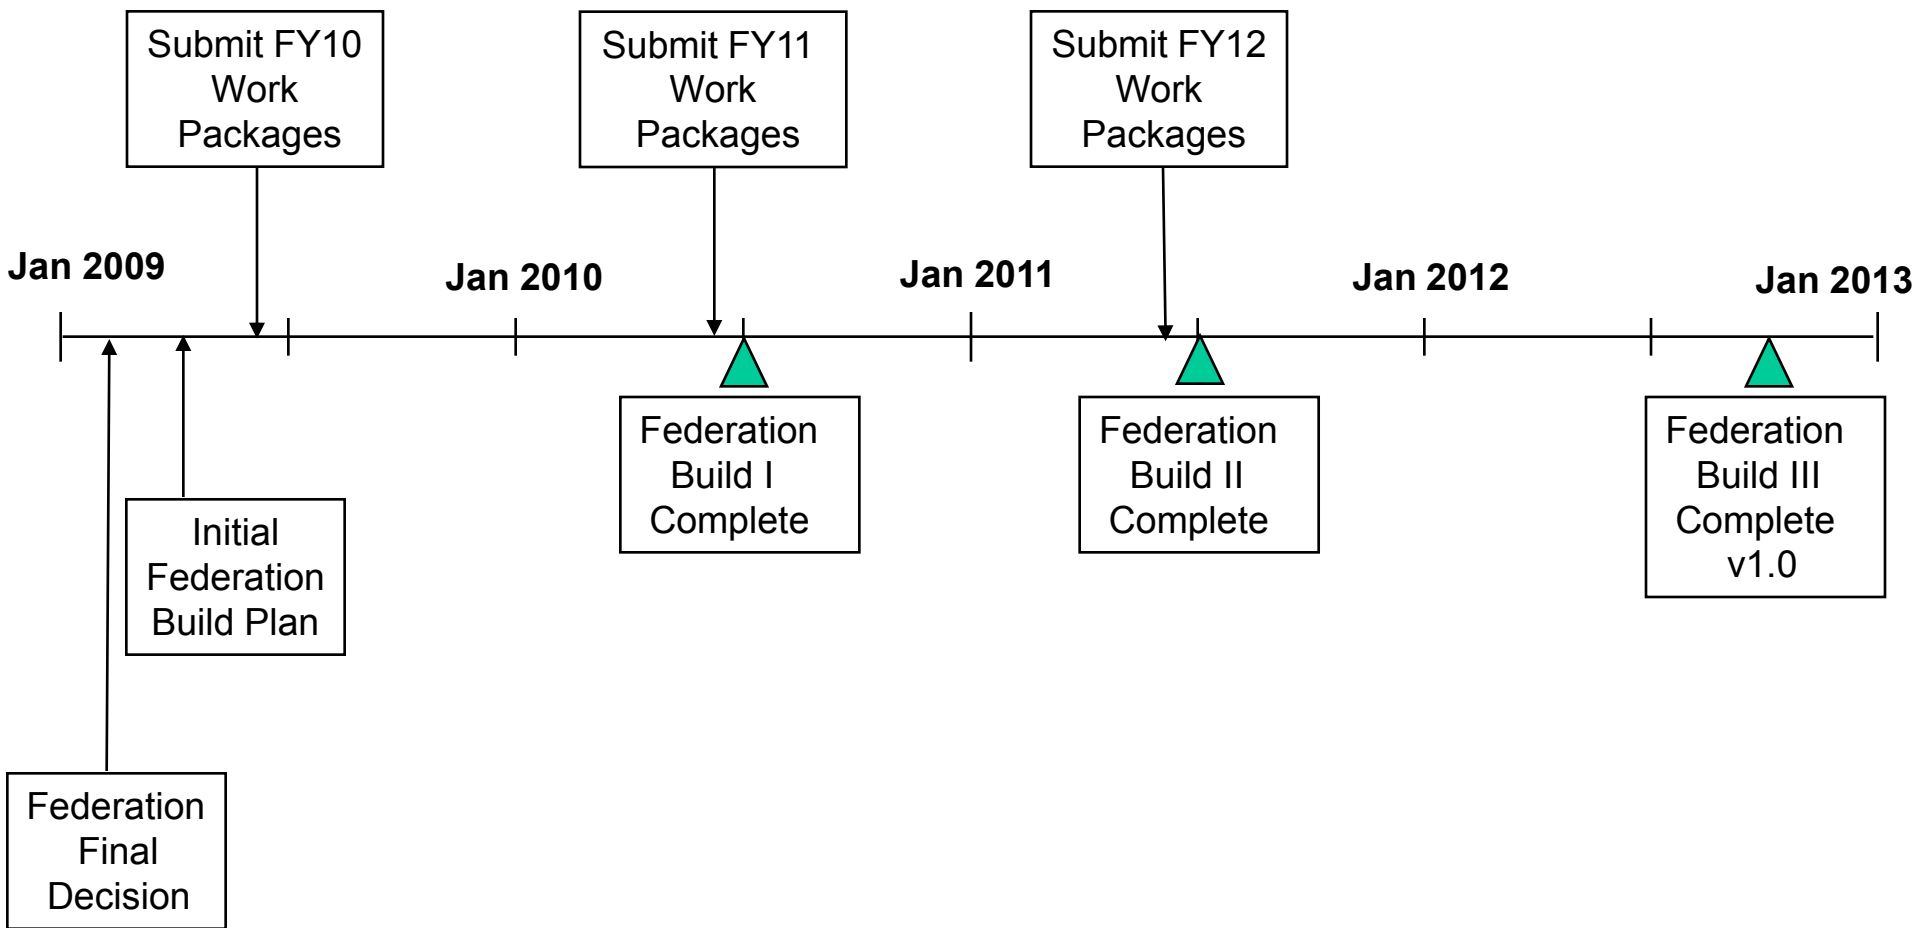 Submit FY10
Work
Packages
Submit FY11
Work
Packages
Submit FY12
Work
Packages
Jan 2009
Jan 2010
Jan 2011
Jan 2012
Jan 2013
Federation
Build I
Complete
Federation
Build II
Complete
Federation
Build III
Complete
v1.0
Initial
Federation
Build Plan
Federation
Final
Decision